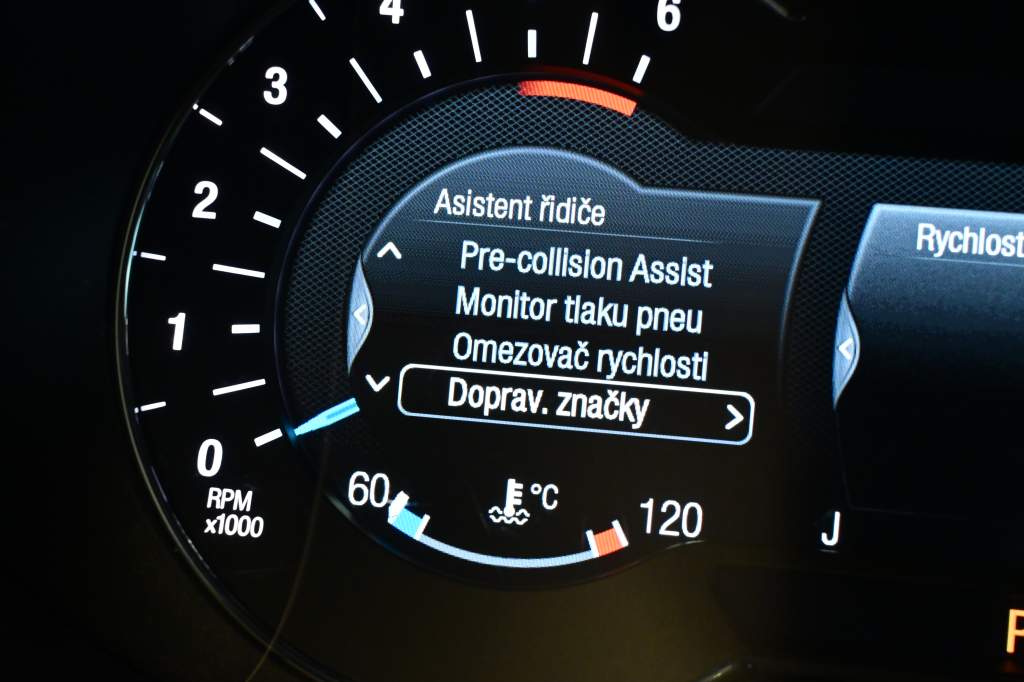 4
6
3
2
1
0
RPM
x1000
Asistent řidiče
Pre-collision Assist
Monitor tlaku pneu
Omezovač rychlosti
Doprav. značky
60
°C
120
Rychlost
J
P